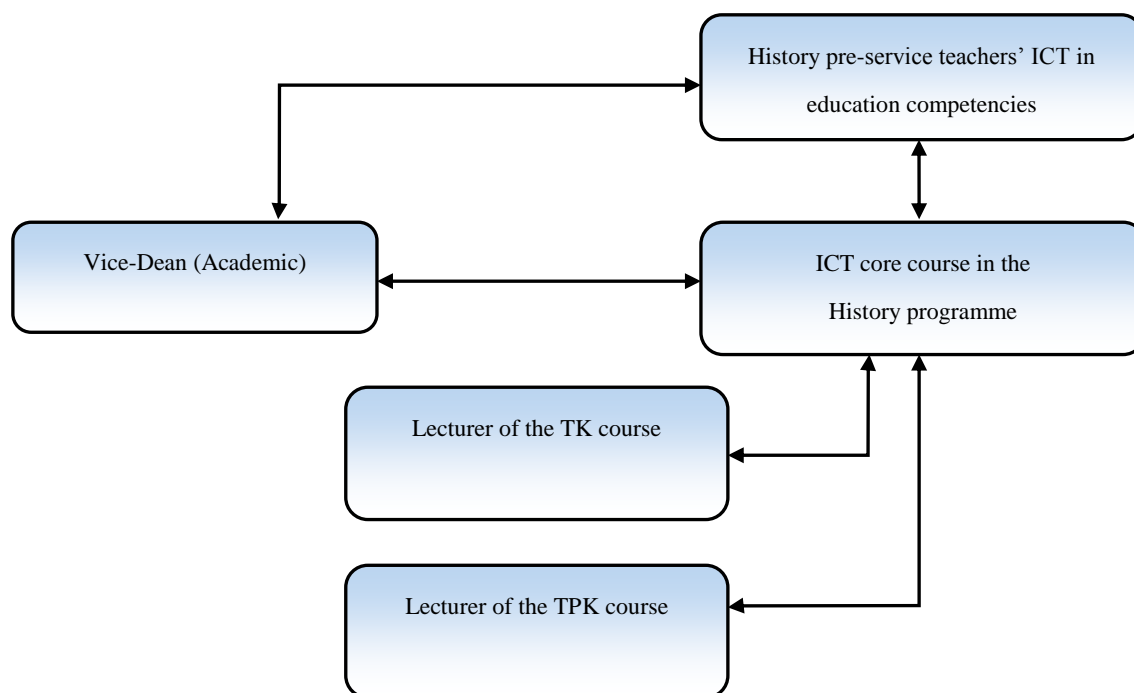 History pre-service teachers’ ICT in
education competencies
Vice-Dean (Academic)
ICT core course in the
History programme
Lecturer of the TK course
Lecturer of the TPK course